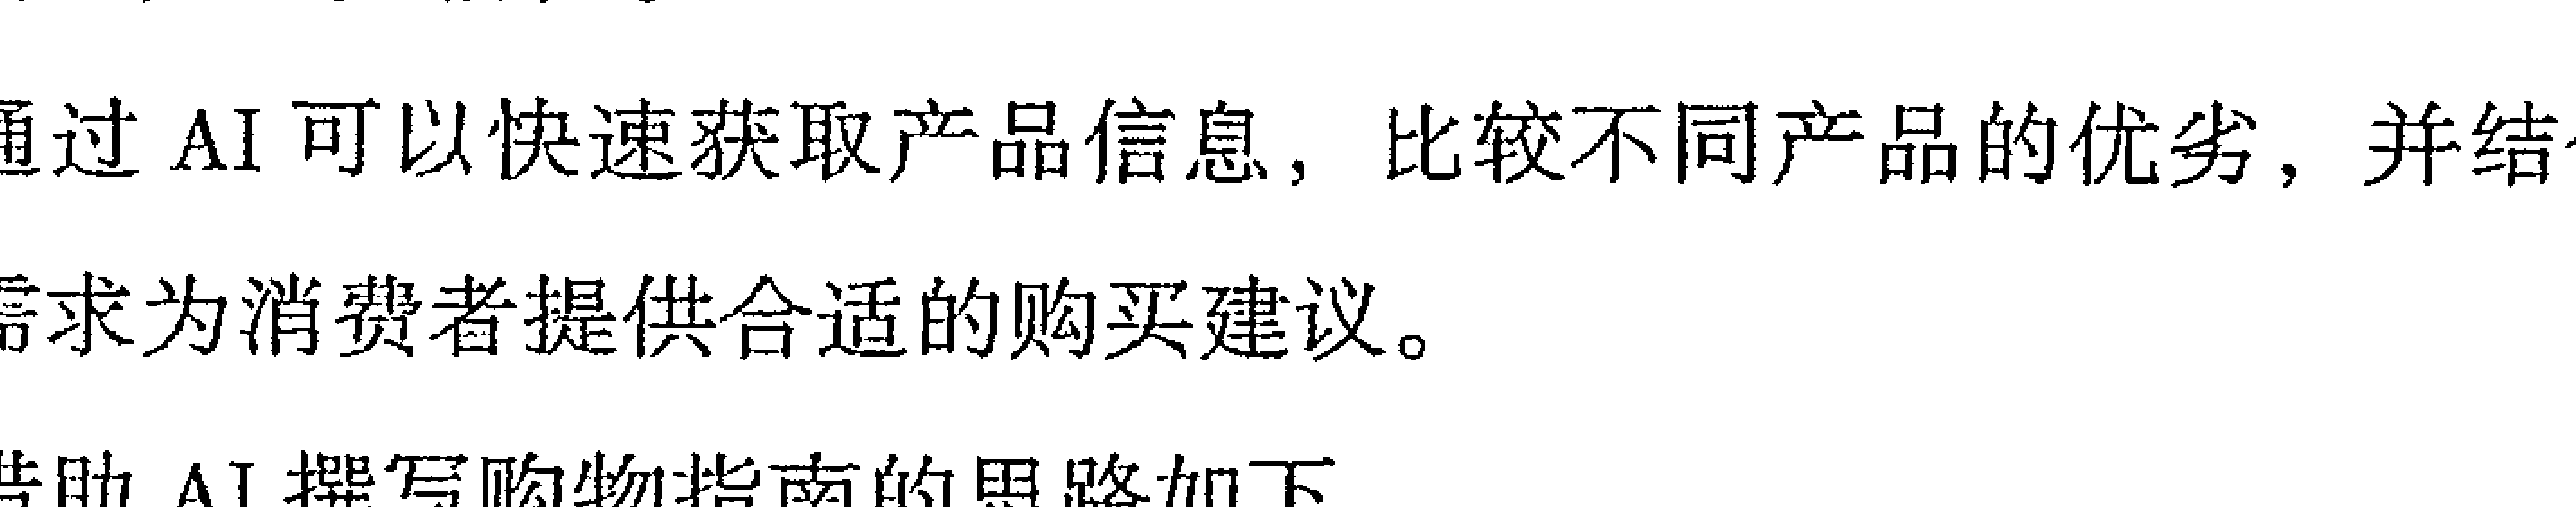 通过 AI 可以快速获取产品信息，比较不同产品的优劣，并结
需求为消费者提供合适的购买建议。
借助 AI 撰写购物指南的思路如下